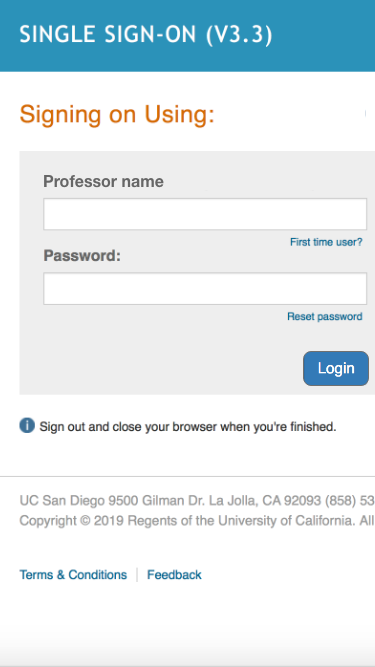 SINGLE SIGN-ON (V3.3)
Signing on Using:
Professor name
First time user?
Password:
Reset password
Login
Sign out and close your browser when you're finished.
UC San Diego 9500 Gilman Dr. La Jolla, CA 92093 (858) 53
Copyright © 2019 Regents of the University of California. All
Terms & Conditions | Feedback